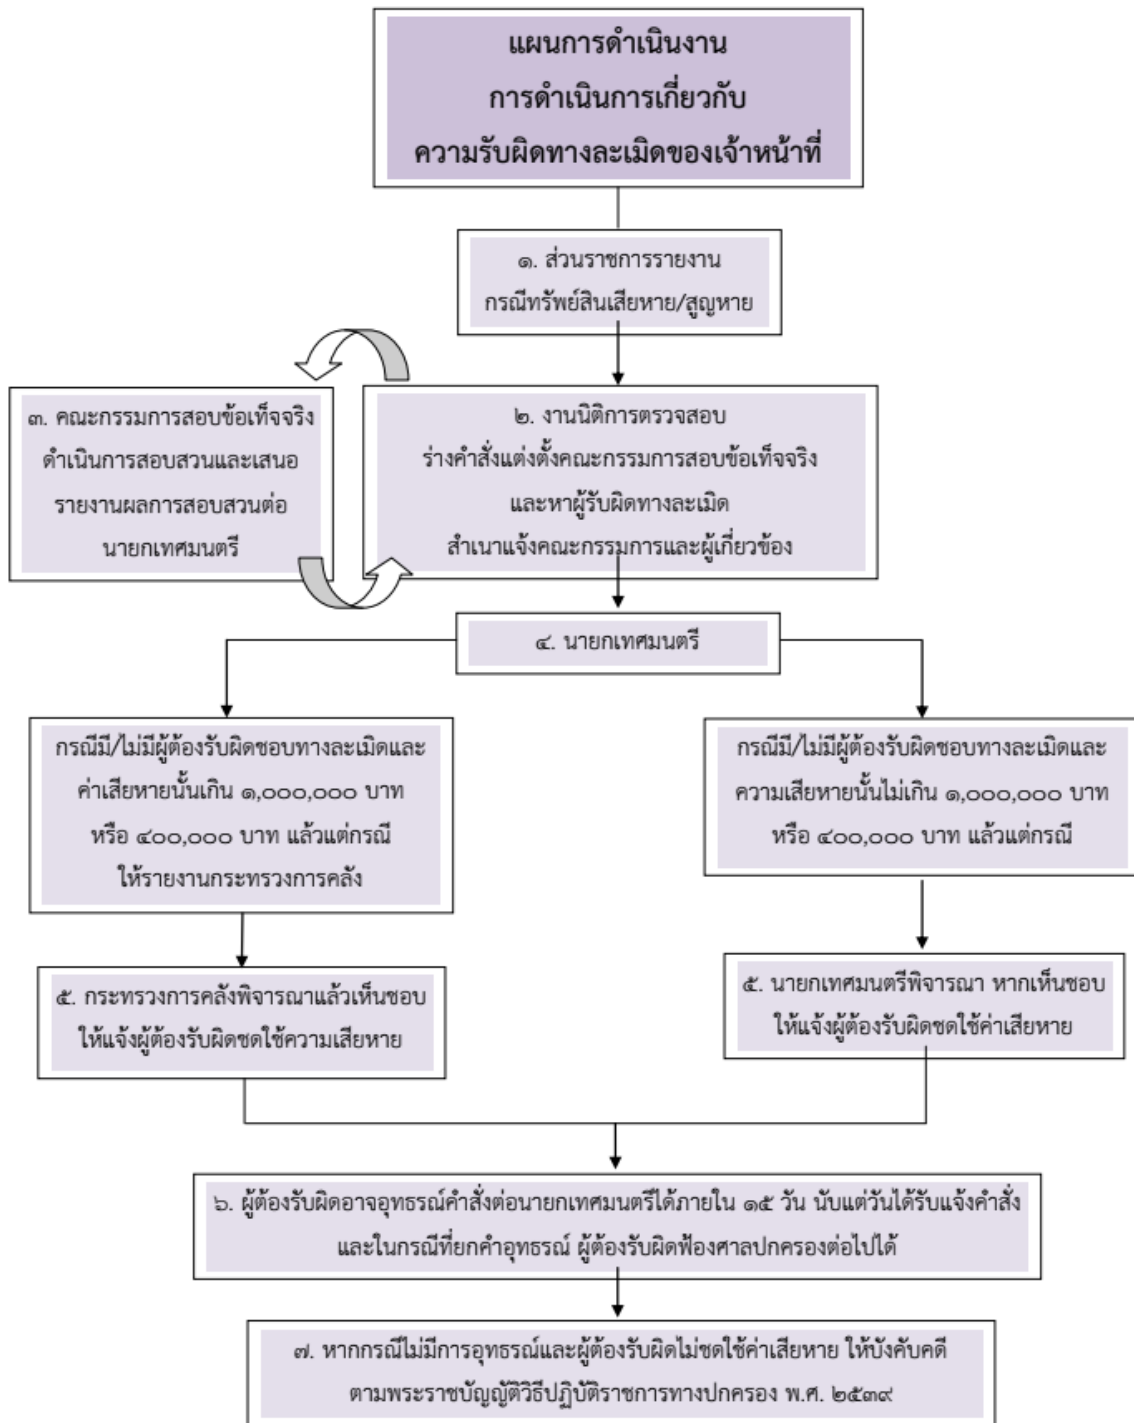 แผนการดำเนินงาน
การดำเนินการเกี่ยวกับ
ความรับผิดทางละเมิดของเจ้าหน้าที่
๑. ส่วนราชการรายงาน
กรณีทรัพย์สินเสียหาย/สูญหาย
๒. งานนิติการตรวจสอบ
ร่างคำสั่งแต่งตั้งคณะกรรมการสอบข้อเท็จจริง
และหาผู้รับผิดทางละเมิด
สำเนาแจ้งคณะกรรมการและผู้เกี่ยวข้อง
๓. คณะกรรมการสอบข้อเท็จจริง
ดำเนินการสอบสวนและเสนอ
รายงานผลการสอบสวนต่อ
นายกเทศมนตรี
๔. นายกเทศมนตรี
กรณีมี/ไม่มีผู้ต้องรับผิดชอบทางละเมิดและ
ค่าเสียหายนั้นเกิน ๑,๐๐๐,๐๐๐ บาท
หรือ ๔๐๐,๐๐๐ บาท แล้วแต่กรณี
ให้รายงานกระทรวงการคลัง
กรณีมี/ไม่มีผู้ต้องรับผิดชอบทางละเมิดและ
ความเสียหายนั้นไม่เกิน ๑,๐๐๐,๐๐๐ บาท
หรือ ๔๐๐,๐๐๐ บาท แล้วแต่กรณี
๕. กระทรวงการคลังพิจารณาแล้วเห็นชอบ
ให้แจ้งผู้ต้องรับผิดชดใช้ความเสียหาย
๕. นายกเทศมนตรีพิจารณา หากเห็นชอบ
ให้แจ้งผู้ต้องรับผิดชดใช้ค่าเสียหาย
๖. ผู้ต้องรับผิดอาจอุทธรณ์คำสั่งต่อนายกเทศมนตรีได้ภายใน ๑๕ วัน นับแต่วันได้รับแจ้งคำสั่ง
และในกรณีที่ยกคำอุทธรณ์ ผู้ต้องรับผิดฟ้องศาลปกครองต่อไปได้
๗. หากกรณีไม่มีการอุทธรณ์และผู้ต้องรับผิดไม่ชดใช้ค่าเสียหาย ให้บังคับคดี
ตามพระราชบัญญัติวิธีปฏิบัติราชการทางปกครอง พ.ศ. ๒๕๓๙